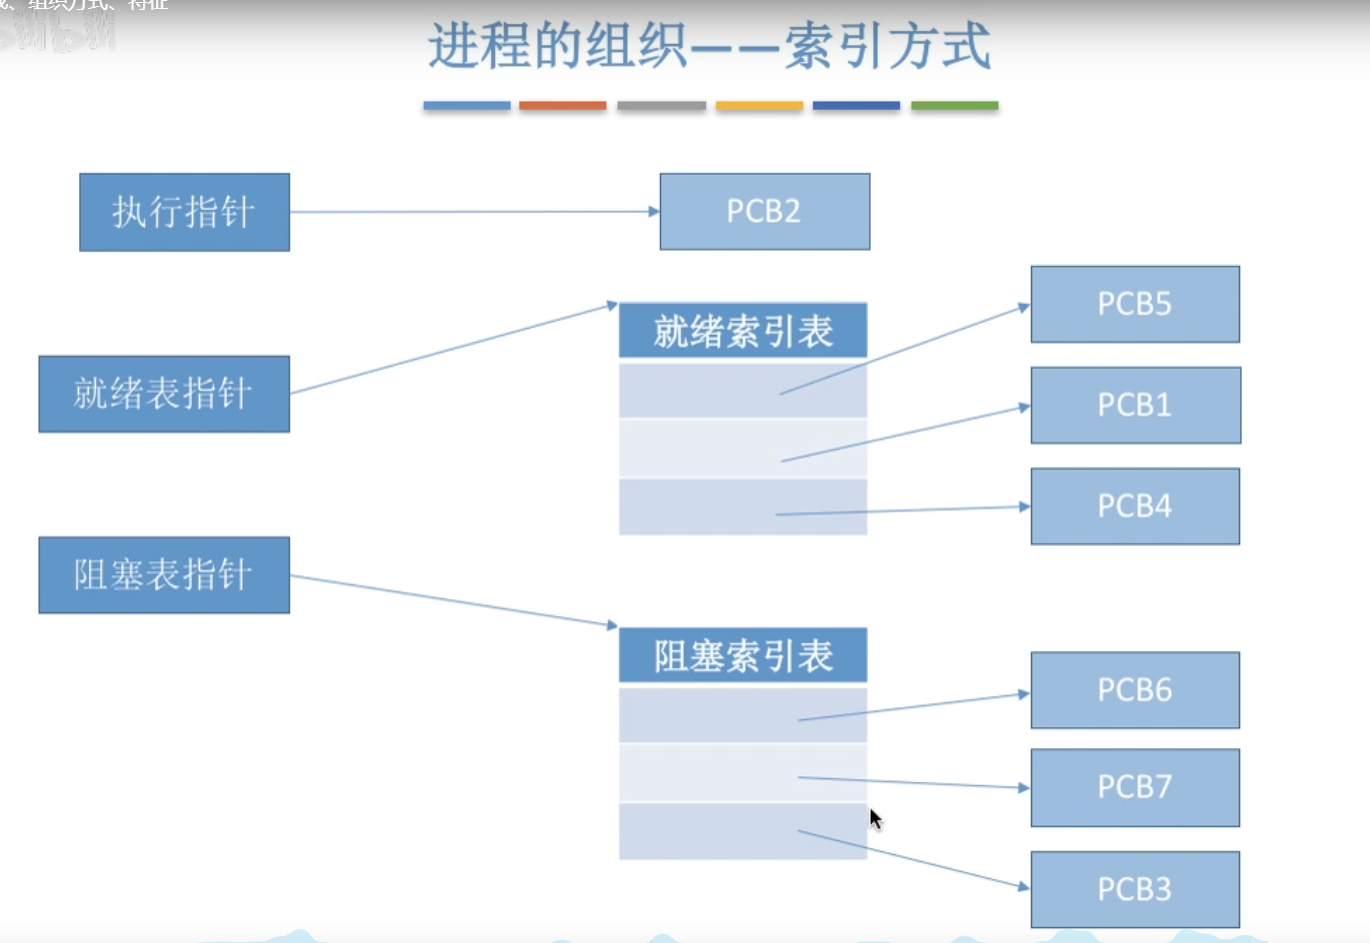 组织方式、特征
进程的组织——索引方式
执行指针
PCB2
PCB5
就绪索引表
就绪表指针
PCB1
PCB4
阻塞表指针
阻塞索引表
PCB6
PCB7
PCB3